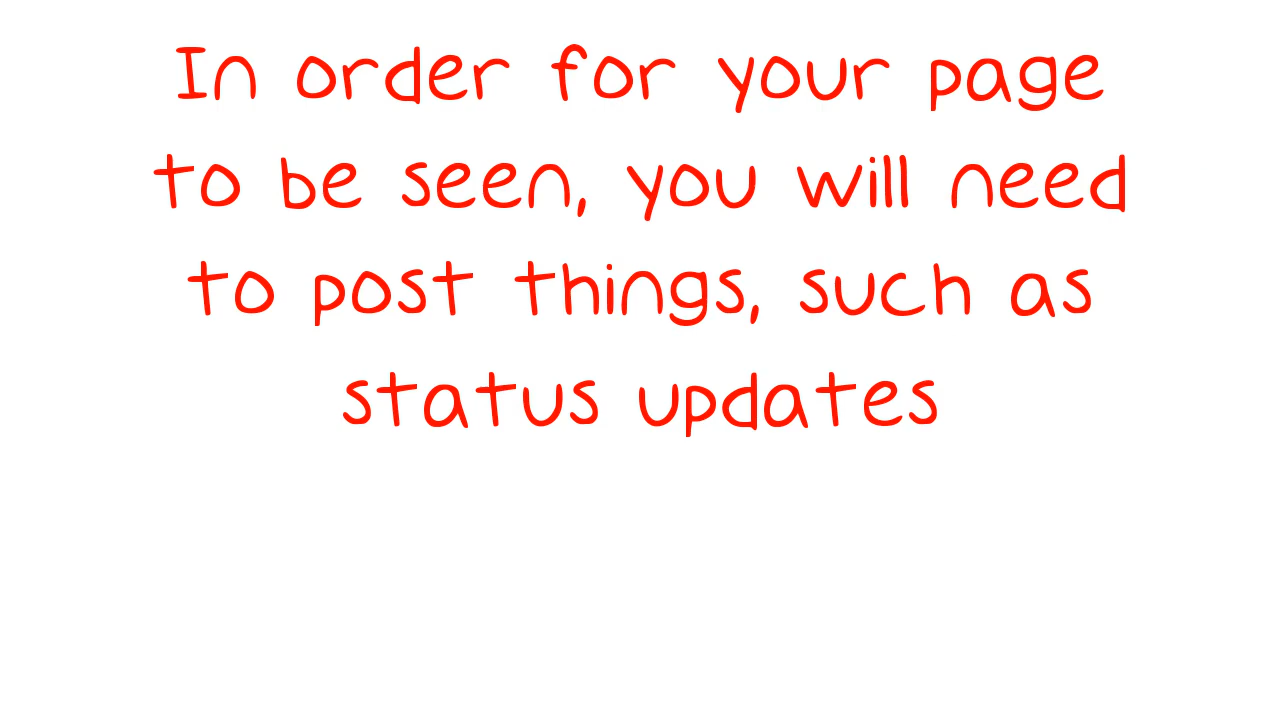 In order for your page
to be seen, you will need
to post things, such as
status updates